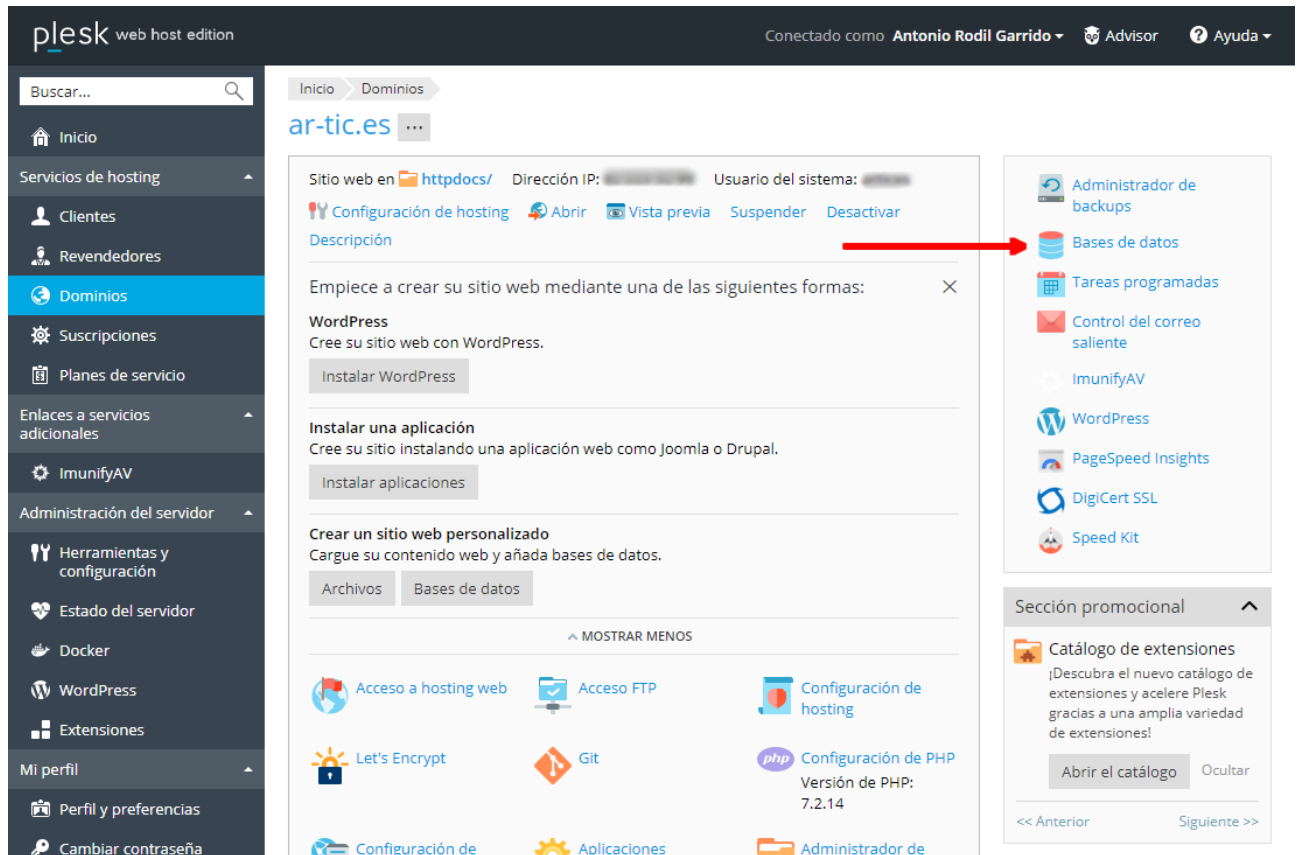 plesk web host edition
Conectado como Antonio Rodil Garrido
Advisor
Ayuda
Buscar...
Inicio
Servicios de hosting
Clientes
Revendedores
Dominios
Suscripciones
Planes de servicio
Enlaces a servicios
adicionales
ImunifyAV
Administración del servidor
Herramientas y
configuración
Estado del servidor
Docker
WordPress
Extensiones
Mi perfil
Perfil y preferencias
Cambiar contraseña
Inicio
Dominios
ar-tic.es
Sitio web en httpdocs/ Dirección IP: Usuario del sistema:
Configuración de hosting Abrir Vista previa Suspender Desactivar
Descripción
Empiece a crear su sitio web mediante una de las siguientes formas:
WordPress
Cree su sitio web con WordPress.
Instalar WordPress
Instalar una aplicación
Cree su sitio instalando una aplicación web como Joomla o Drupal.
Instalar aplicaciones
Crear un sitio web personalizado
Cargue su contenido web y añada bases de datos.
Archivos Bases de datos
MOSTRAR MENOS
Acceso a hosting web
Acceso FTP
Configuración de
hosting
Let's Encrypt
Git
php
Configuración de PHP
Versión de PHP:
7.2.14
Configuración de
Aplicaciones
Administrador de
Administrador de
backups
Bases de datos
Tareas programadas
Control del correo
saliente
ImunifyAV
WordPress
PageSpeed Insights
DigiCert SSL
Speed Kit
Sección promocional
Catálogo de extensiones
¡Descubra el nuevo catálogo de
extensiones y acelere Plesk
gracias a una amplia variedad
de extensiones!
Abrir el catálogo Ocultar
<< Anterior Siguiente >>